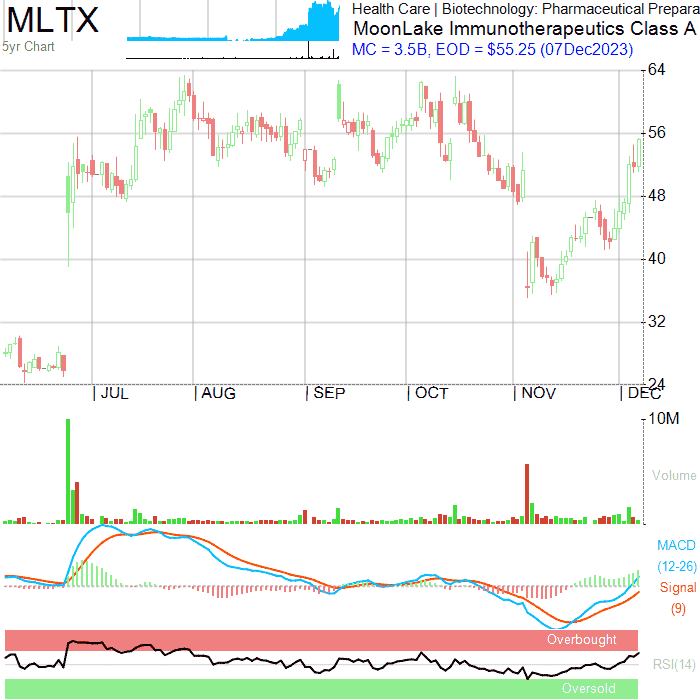 MLTX
5yr Chart
Health Care | Biotechnology: Pharmaceutical Prepara
MoonLake Immunotherapeutics Class A
MC = 3.5B, EOD = $55.25 (07Dec2023)
64
56
48
40
32
24
| JUL | AUG | SEP | OCT | NOV | DEC
10M
Volume
MACD
(12-26)
Signal
(9)
Overbought
RSI(14)
Oversold